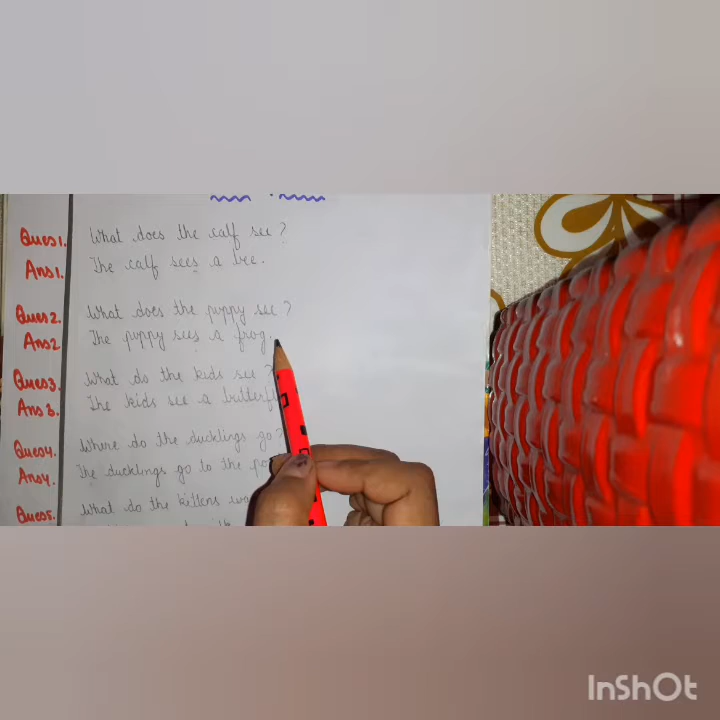 Ques1. What does the calf see?
Ans1. The calf sees a bee.
Ques2. What does the puppy see?
Ans2 The puppy sees a frog.
Ques3. What do the kids see?
Ans3. The kids see a
Ques4. Where do the ducklings go?
Ans4. The ducklings go to the
Ques5. What do the kittens
InShOt